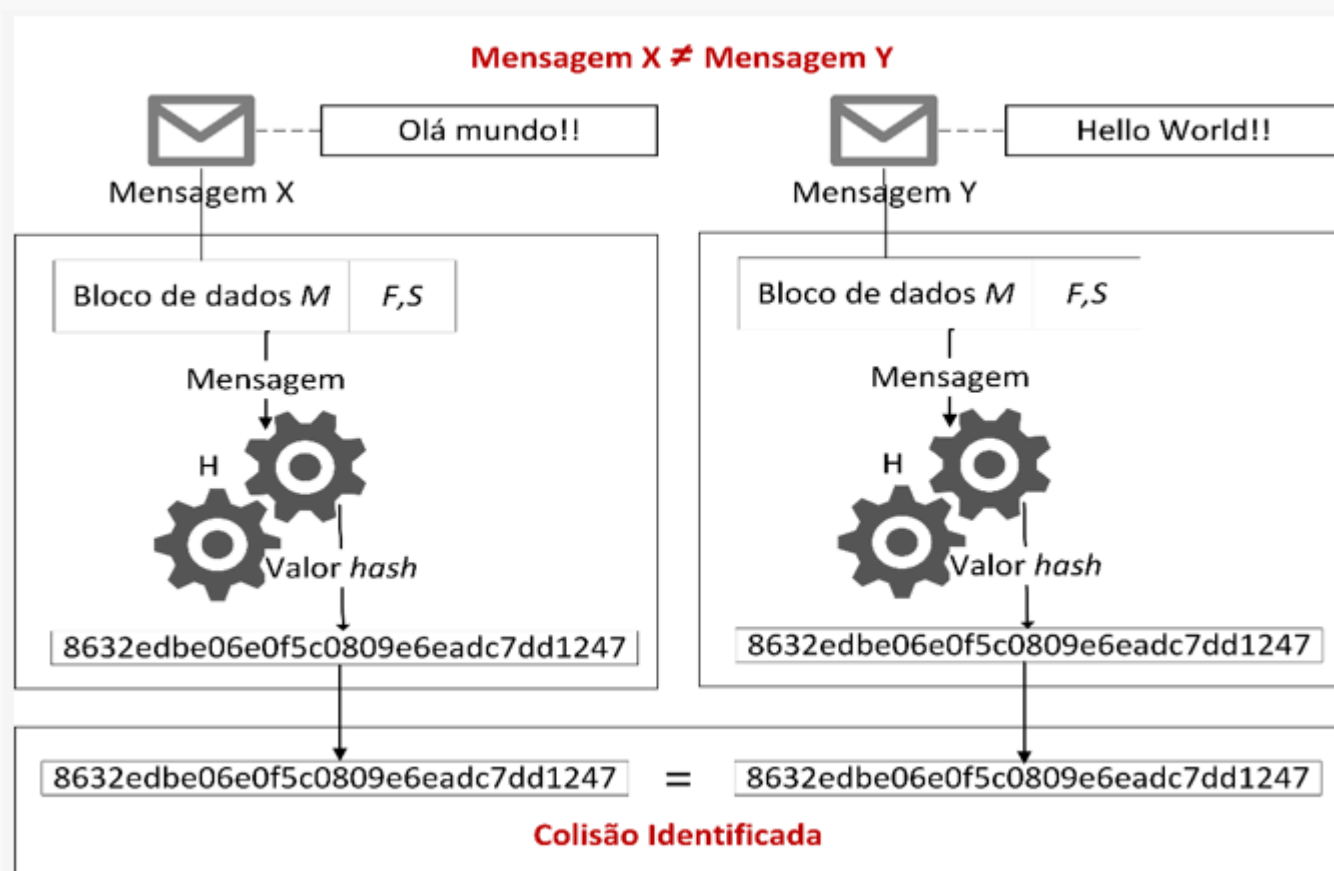 Mensagem X ≠ Mensagem Y
Olá mundo!!
Mensagem X
Bloco de dados M
F,S
Mensagem
H
Valor hash
8632edbe06e0f5c0809e6eadc7dd1247
Hello World!!
Mensagem Y
Bloco de dados M
F,S
Mensagem
H
Valor hash
8632edbe06e0f5c0809e6eadc7dd1247
8632edbe06e0f5c0809e6eadc7dd1247 = 8632edbe06e0f5c0809e6eadc7dd1247
Colisão Identificada